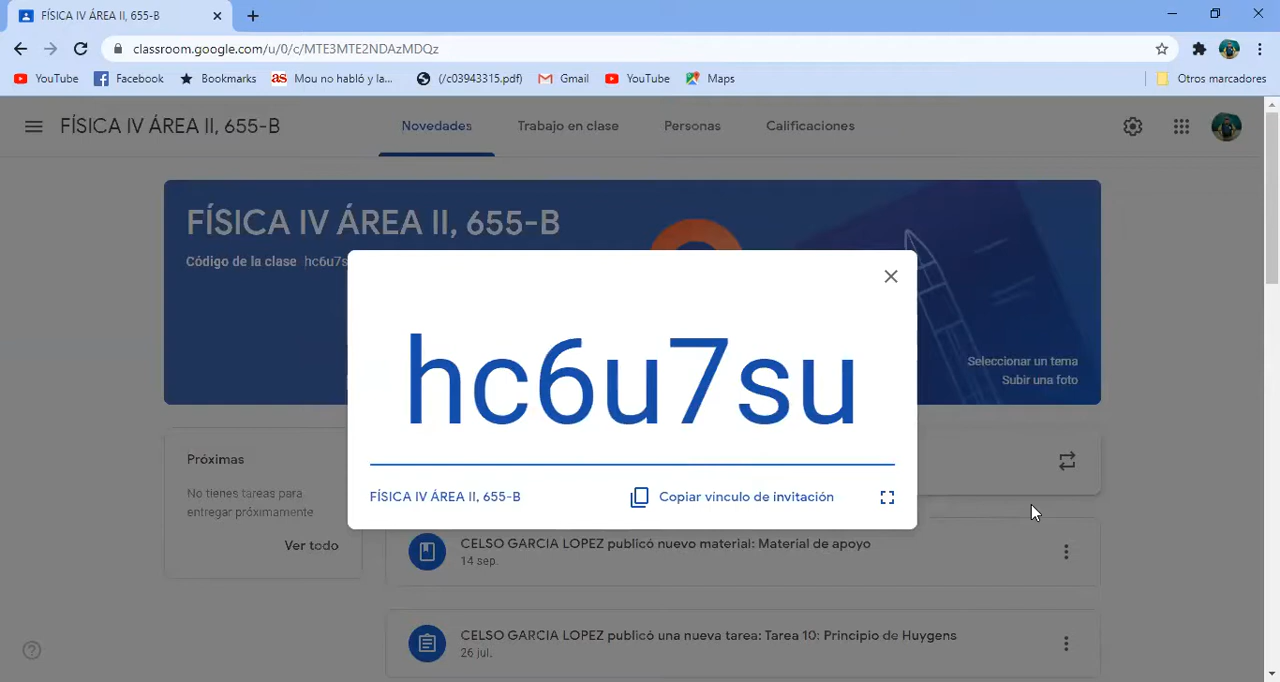 FÍSICA IV ÁREA II, 655-B
classroom.google.com/u/0/c/MTE3MTE2NDAzMDQz
YouTube Facebook Bookmarks Mou no habló y la... (/c03943315.pdf) Gmail YouTube Maps Otros marcadores
FÍSICA IV ÁREA II, 655-B Novedades Trabajo en clase Personas Calificaciones
FÍSICA IV ÁREA II, 655-B
Código de la clase hc6u7s
hc6u7su
Seleccionar un tema
Subir una foto
FÍSICA IV ÁREA II, 655-B Copiar vínculo de invitación
Próximas
No tienes tareas para
entregar próximamente
Ver todo
CELSO GARCIA LOPEZ publicó nuevo material: Material de apoyo
14 sep.
CELSO GARCIA LOPEZ publicó una nueva tarea: Tarea 10: Principio de Huygens
26 jul.